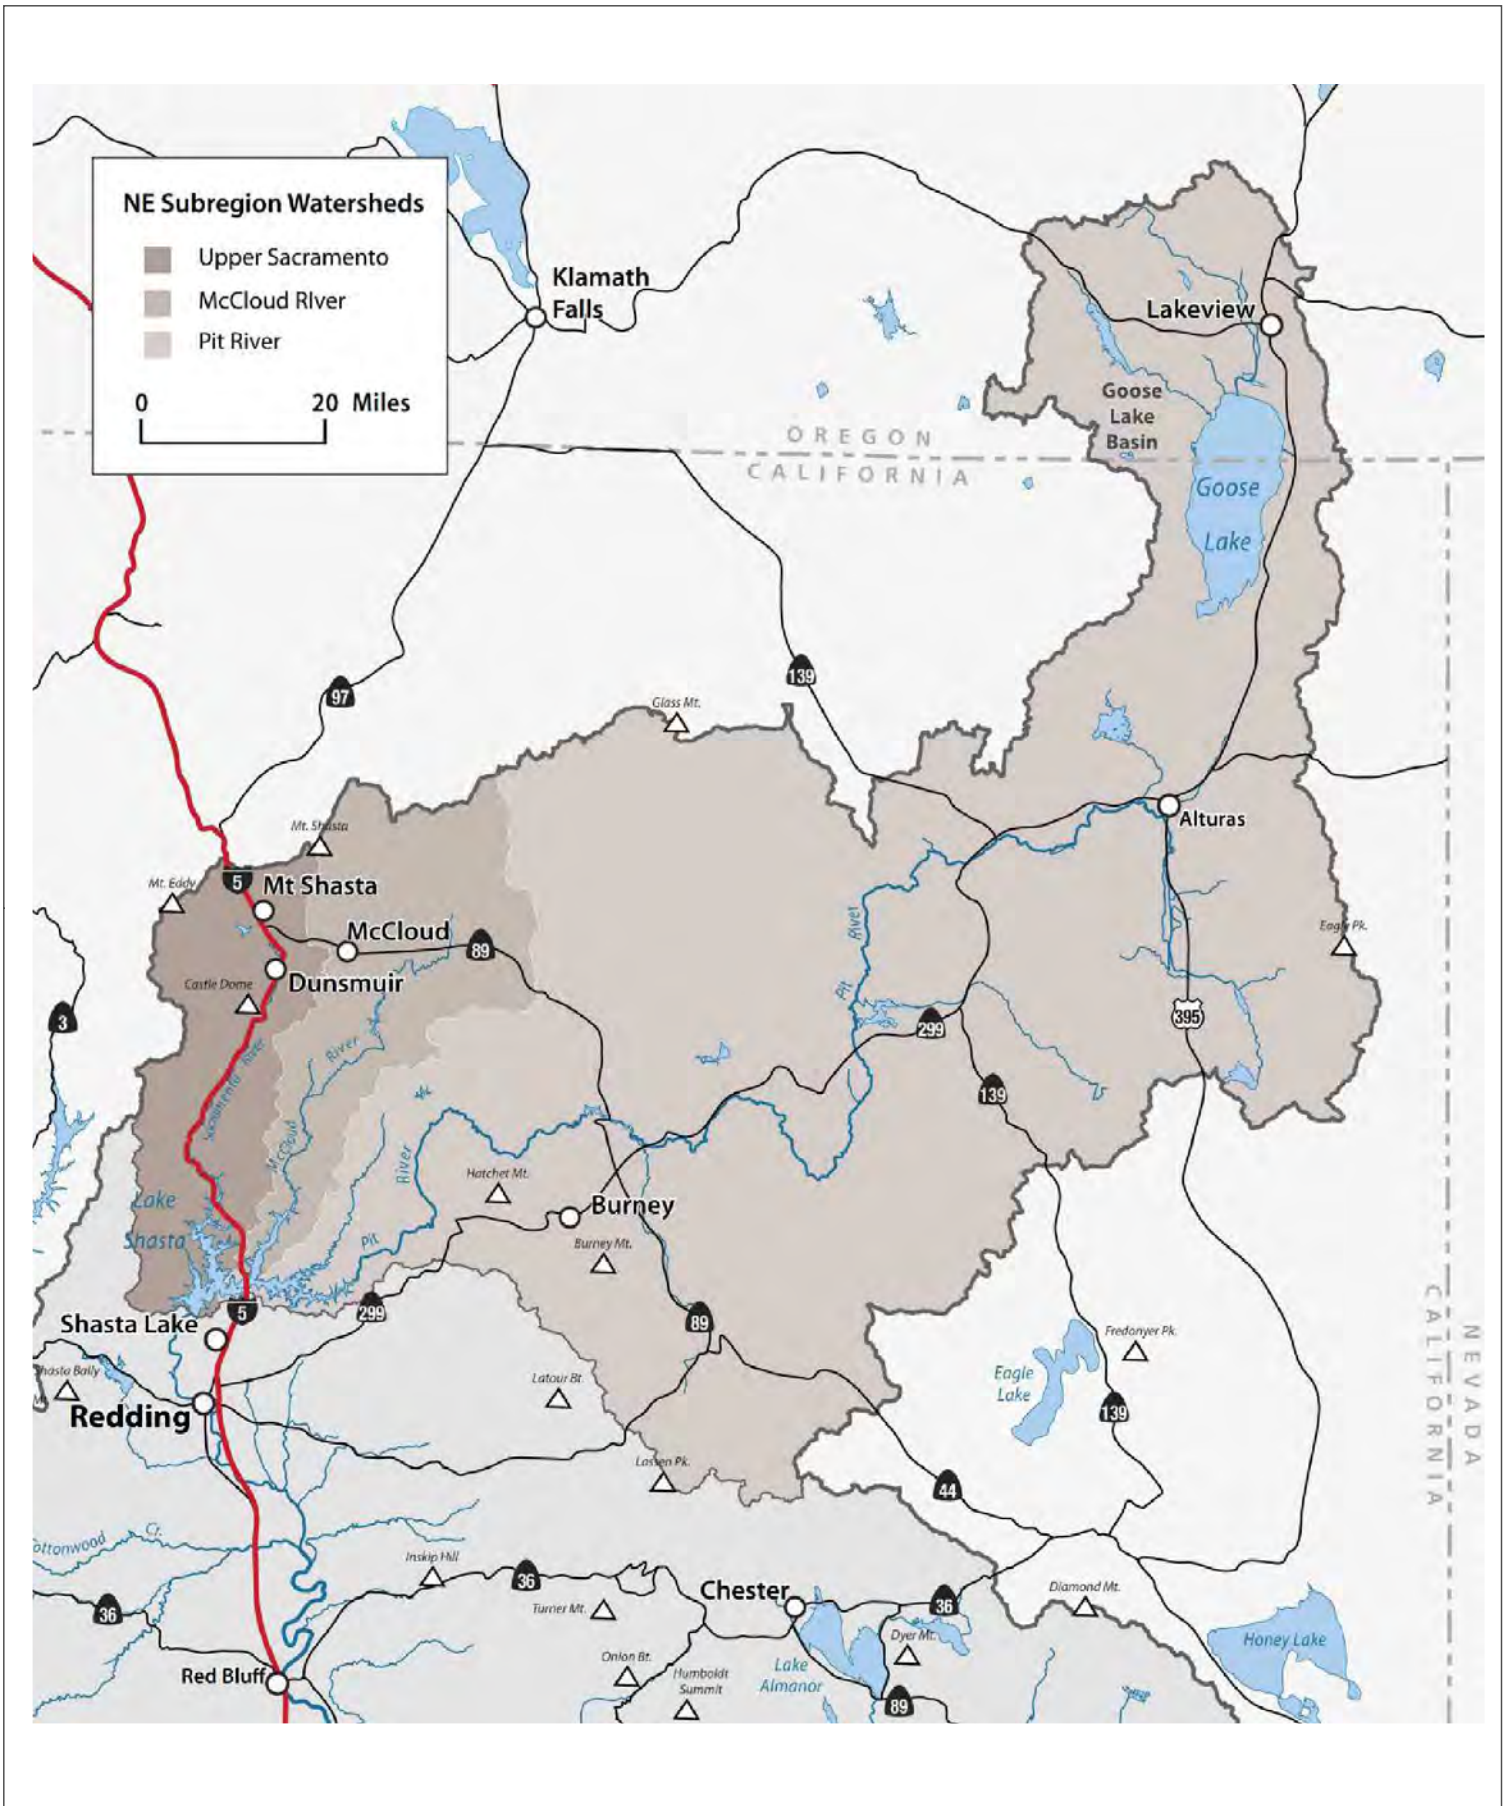 NE Subregion Watersheds
Upper Sacramento
McCloud RIver
Pit River
0 20 Miles
Klamath
Falls
Lakeview
Goose
Lake
Basin
OREGON
CALIFORNIA
Goose
Lake
139
97
Glass Mt.
Alturas
Mt. Shasta
5
Mt. Eddy
Mt Shasta
McCloud
89
Eagle Pk.
Dunsmuir
Castle Dome
River
Pit
3
395
299
River
Sacramento River
139
McCloud
River
Hatchet Mt.
Lake
Shasta
Burney
Pit
Burney Mt.
5
299
89
Shasta Lake
Fredonyer Pk.
Shasta Bally
Eagle
Lake
Latour Bt.
139
Redding
CALIFORNIA
NEVADA
Lassen Pk.
44
Cr.
Inskip Hill
36
Chester
36
Diamond Mt.
36
Turner Mt.
Dyer Mt.
Honey Lake
Red Bluff
Onion Bt.
Humboldt
Summit
Lake
Almanor
89